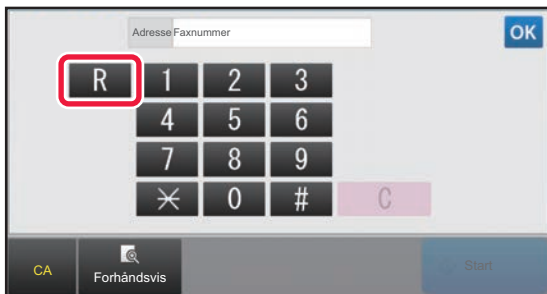 Adresse Faxnummer OK
R 1 2 3
4 5 6
7 8 9
* 0 # C
CA Forhåndsvis Start